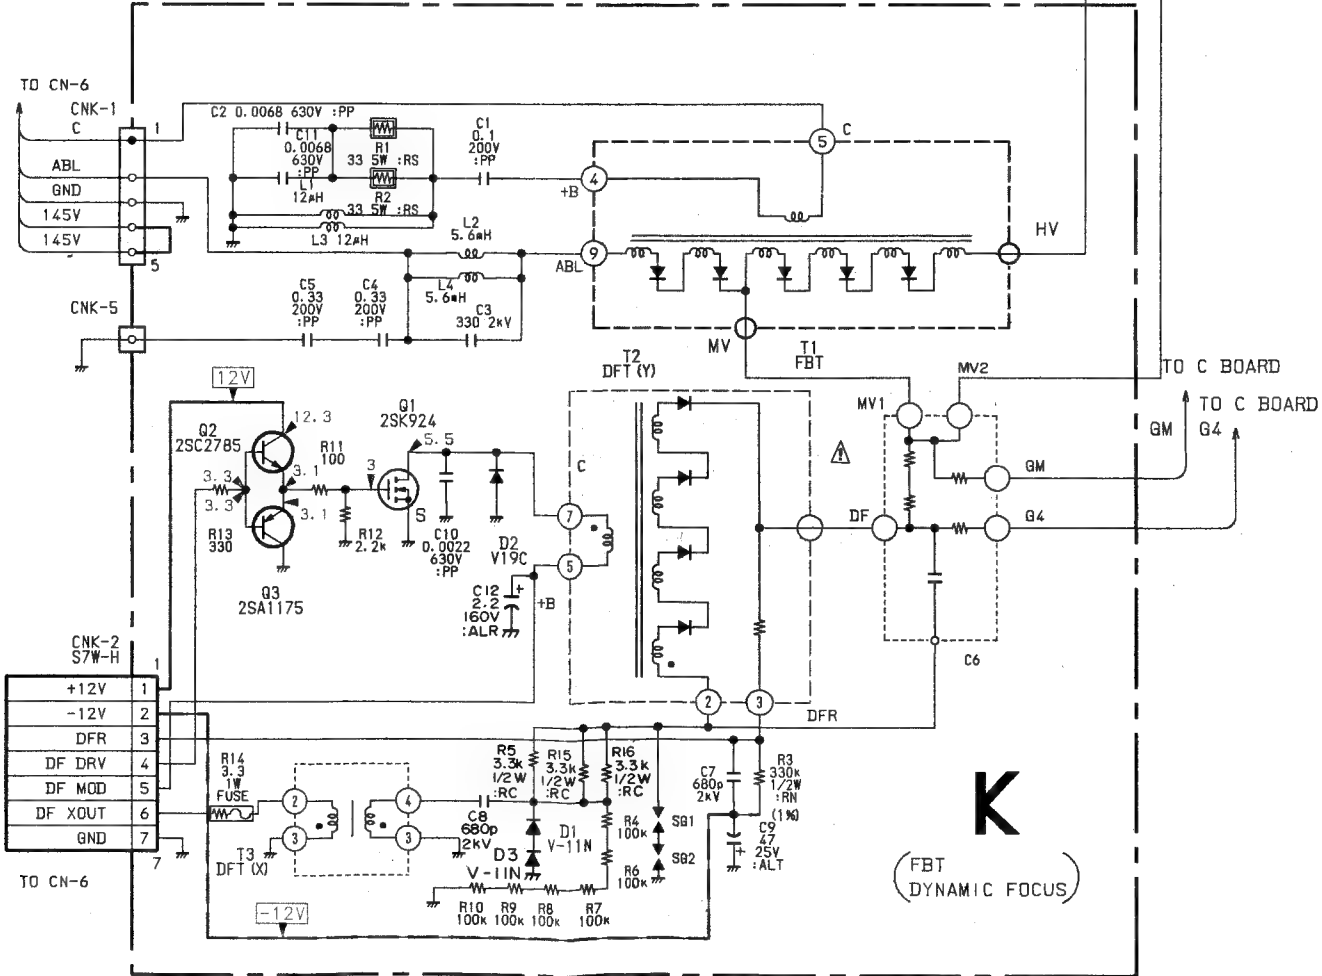 TO CN-6
CNK-1
C
1
ABL
GND
145V
145V
5
CNK-5
C2 0.0068 630V :PP
C11
0.0068
630V
:PP
L1
12µH
R1
33 5W :RS
R2
33 5W :RS
L3 12µH
C1
0.1
200V
:PP
L2
5.6mH
L4
5.6mH
C5
0.33
200V
:PP
C4
0.33
200V
:PP
C3
330 2kV
5
C
4
+B
9
ABL
HV
MV
T1
FBT
T2
DFT (Y)
12V
12.3
Q2
2SC2785
3.3
3.3
3.1
3.1
R13
330
Q3
2SA1175
R11
100
R12
2.2k
3
Q1
2SK924
5.5
S
C10
0.0022
630V
:PP
D2
V19C
C12
2.2
160V
:ALR
+
+B
C
7
5
2
3
DFR
MV1
MV2
DF
GM
G4
C6
TO C BOARD
GM
TO C BOARD
G4
CNK-2
S7W-H
1
+12V 1
-12V 2
DFR 3
DF DRV 4
DF MOD 5
DF XOUT 6
GND 7
7
TO CN-6
R14
3.3
1W
FUSE
2
3
4
3
T3
DFT (X)
C8
680p
2kV
R5
3.3k
1/2W
:RC
R15
3.3k
1/2W
:RC
R16
3.3k
1/2W
:RC
D1
V-11N
D3
V-11N
R4
100k
R6
100k
SG1
SG2
R10
100k
R9
100k
R8
100k
R7
100k
C7
680p
2kV
R3
330k
1/2W
:RN
(1%)
C9
47
25V
:ALT
+
-12V
K
(FBT
DYNAMIC FOCUS)